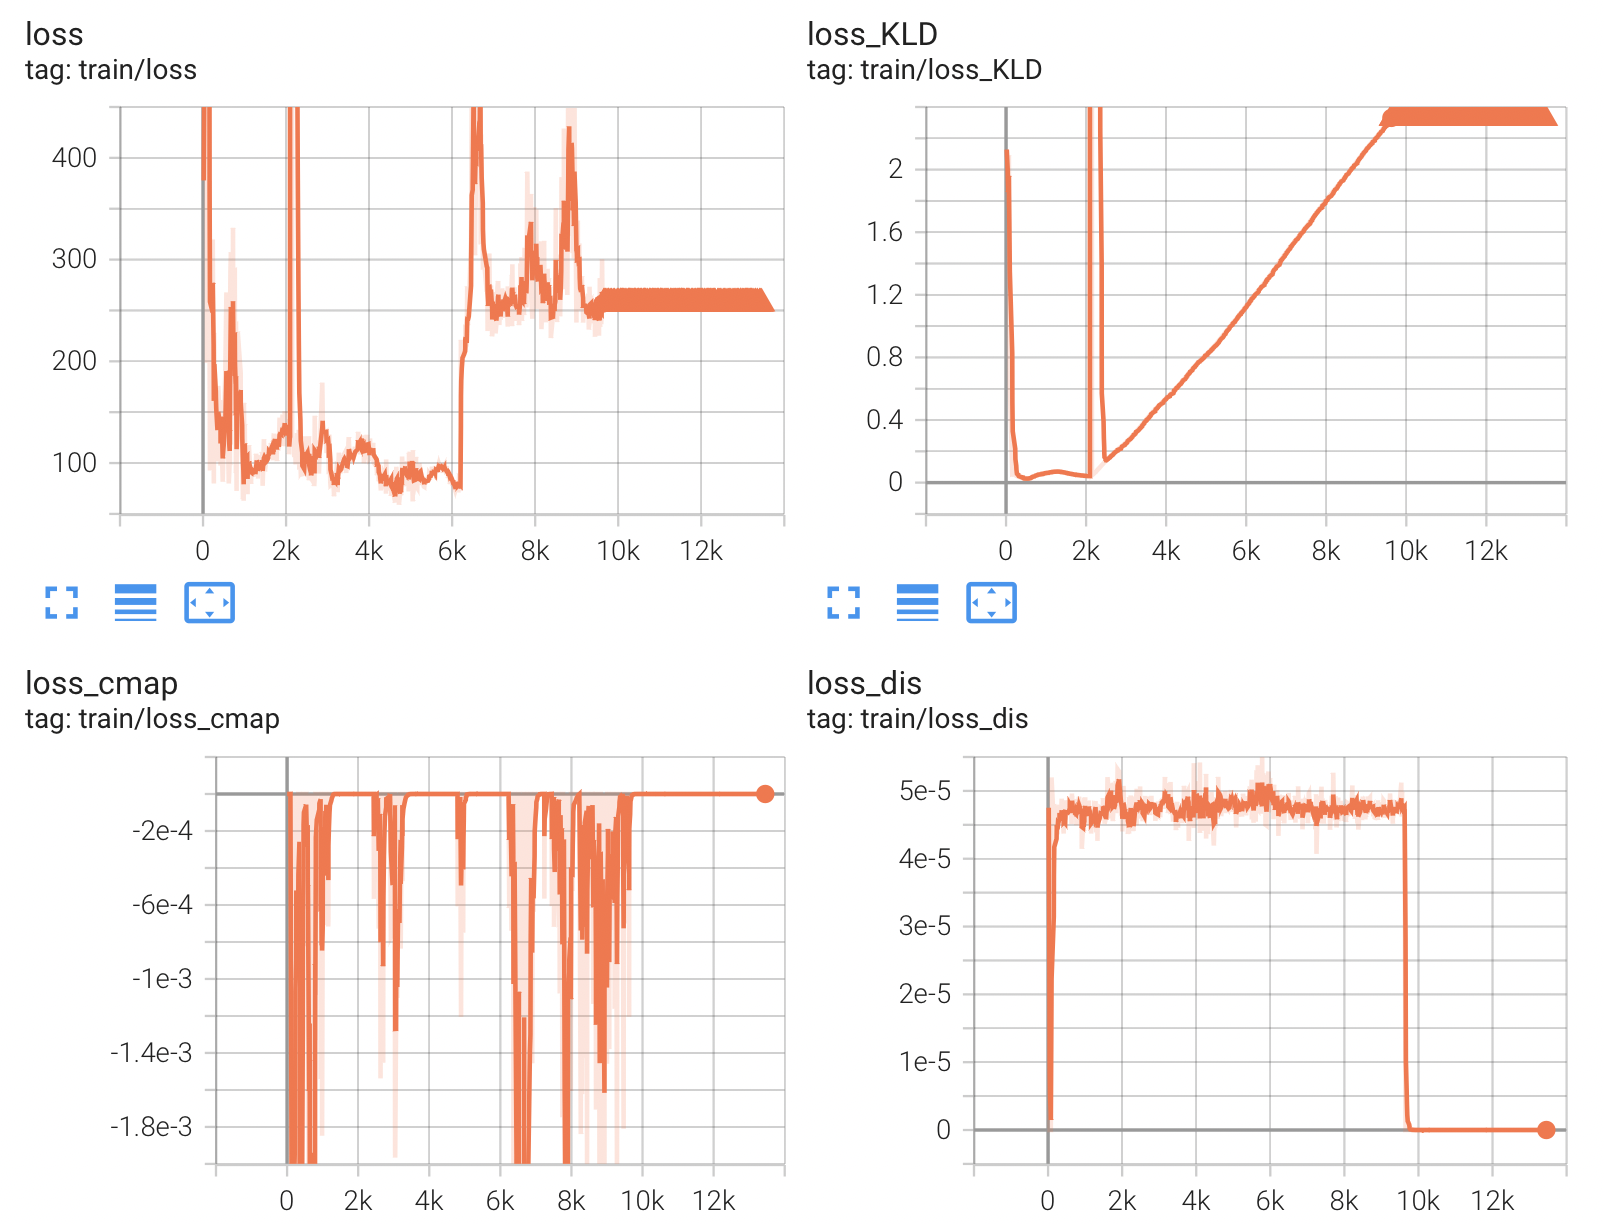 loss
tag: train/loss
400
300
200
100
0 2k 4k 6k 8k 10k 12k
loss_KLD
tag: train/loss_KLD
2
1.6
1.2
0.8
0.4
0
0 2k 4k 6k 8k 10k 12k
loss_cmap
tag: train/loss_cmap
-2e-4
-6e-4
-1e-3
-1.4e-3
-1.8e-3
0 2k 4k 6k 8k 10k 12k
loss_dis
tag: train/loss_dis
5e-5
4e-5
3e-5
2e-5
1e-5
0
0 2k 4k 6k 8k 10k 12k